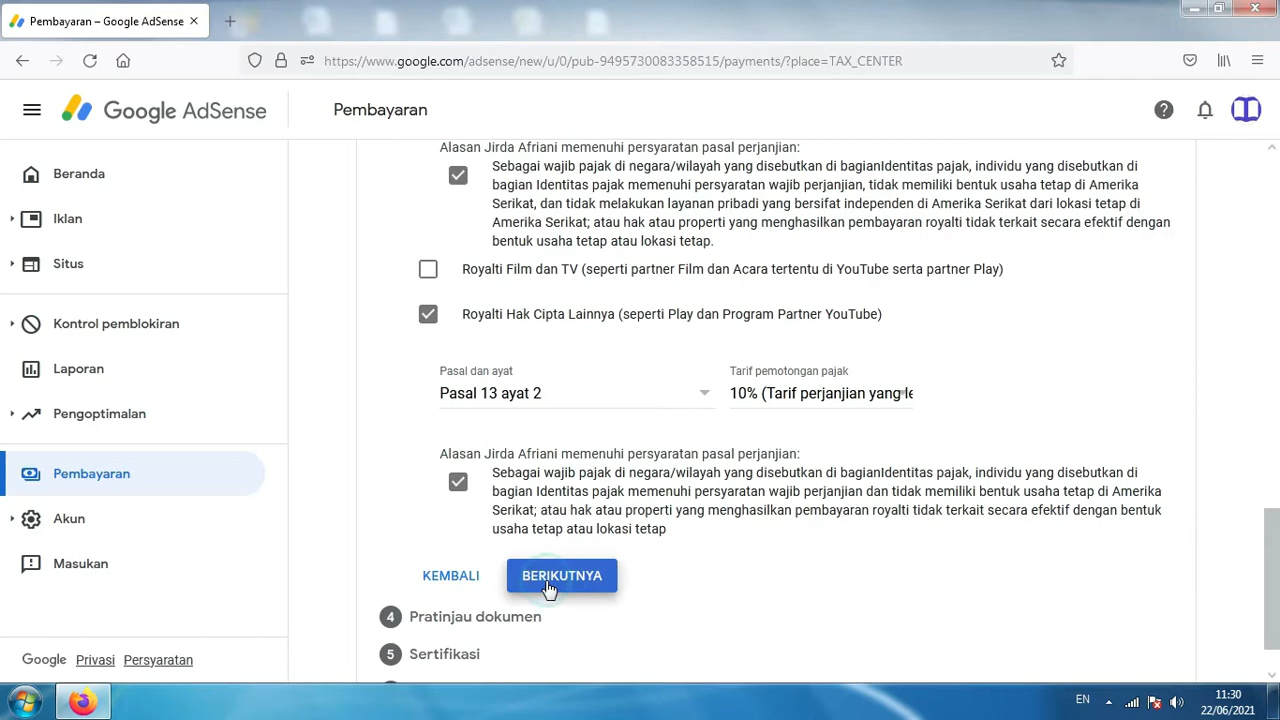 Pembayaran – Google AdSense
https://www.google.com/adsense/new/u/0/pub-9495730083358515/payments/?place=TAX_CENTER
Google AdSense
Pembayaran
Beranda
Iklan
Situs
Kontrol pemblokiran
Laporan
Pengoptimalan
Pembayaran
Akun
Masukan
Google Privasi Persyaratan
Alasan Jirda Afriani memenuhi persyaratan pasal perjanjian:
Sebagai wajib pajak di negara/wilayah yang disebutkan di bagianIdentitas pajak, individu yang disebutkan di
bagian Identitas pajak memenuhi persyaratan wajib perjanjian, tidak memiliki bentuk usaha tetap di Amerika
Serikat, dan tidak melakukan layanan pribadi yang bersifat independen di Amerika Serikat dari lokasi tetap di
Amerika Serikat; atau hak atau properti yang menghasilkan pembayaran royalti tidak terkait secara efektif dengan
bentuk usaha tetap atau lokasi tetap.
Royalti Film dan TV (seperti partner Film dan Acara tertentu di YouTube serta partner Play)
Royalti Hak Cipta Lainnya (seperti Play dan Program Partner YouTube)
Pasal dan ayat
Pasal 13 ayat 2
Tarif pemotongan pajak
10% (Tarif perjanjian yang le
Alasan Jirda Afriani memenuhi persyaratan pasal perjanjian:
Sebagai wajib pajak di negara/wilayah yang disebutkan di bagianIdentitas pajak, individu yang disebutkan di
bagian Identitas pajak memenuhi persyaratan wajib perjanjian dan tidak memiliki bentuk usaha tetap di Amerika
Serikat; atau hak atau properti yang menghasilkan pembayaran royalti tidak terkait secara efektif dengan bentuk
usaha tetap atau lokasi tetap
KEMBALI
BERIKUTNYA
4 Pratinjau dokumen
5 Sertifikasi
EN
11:30
22/06/2021